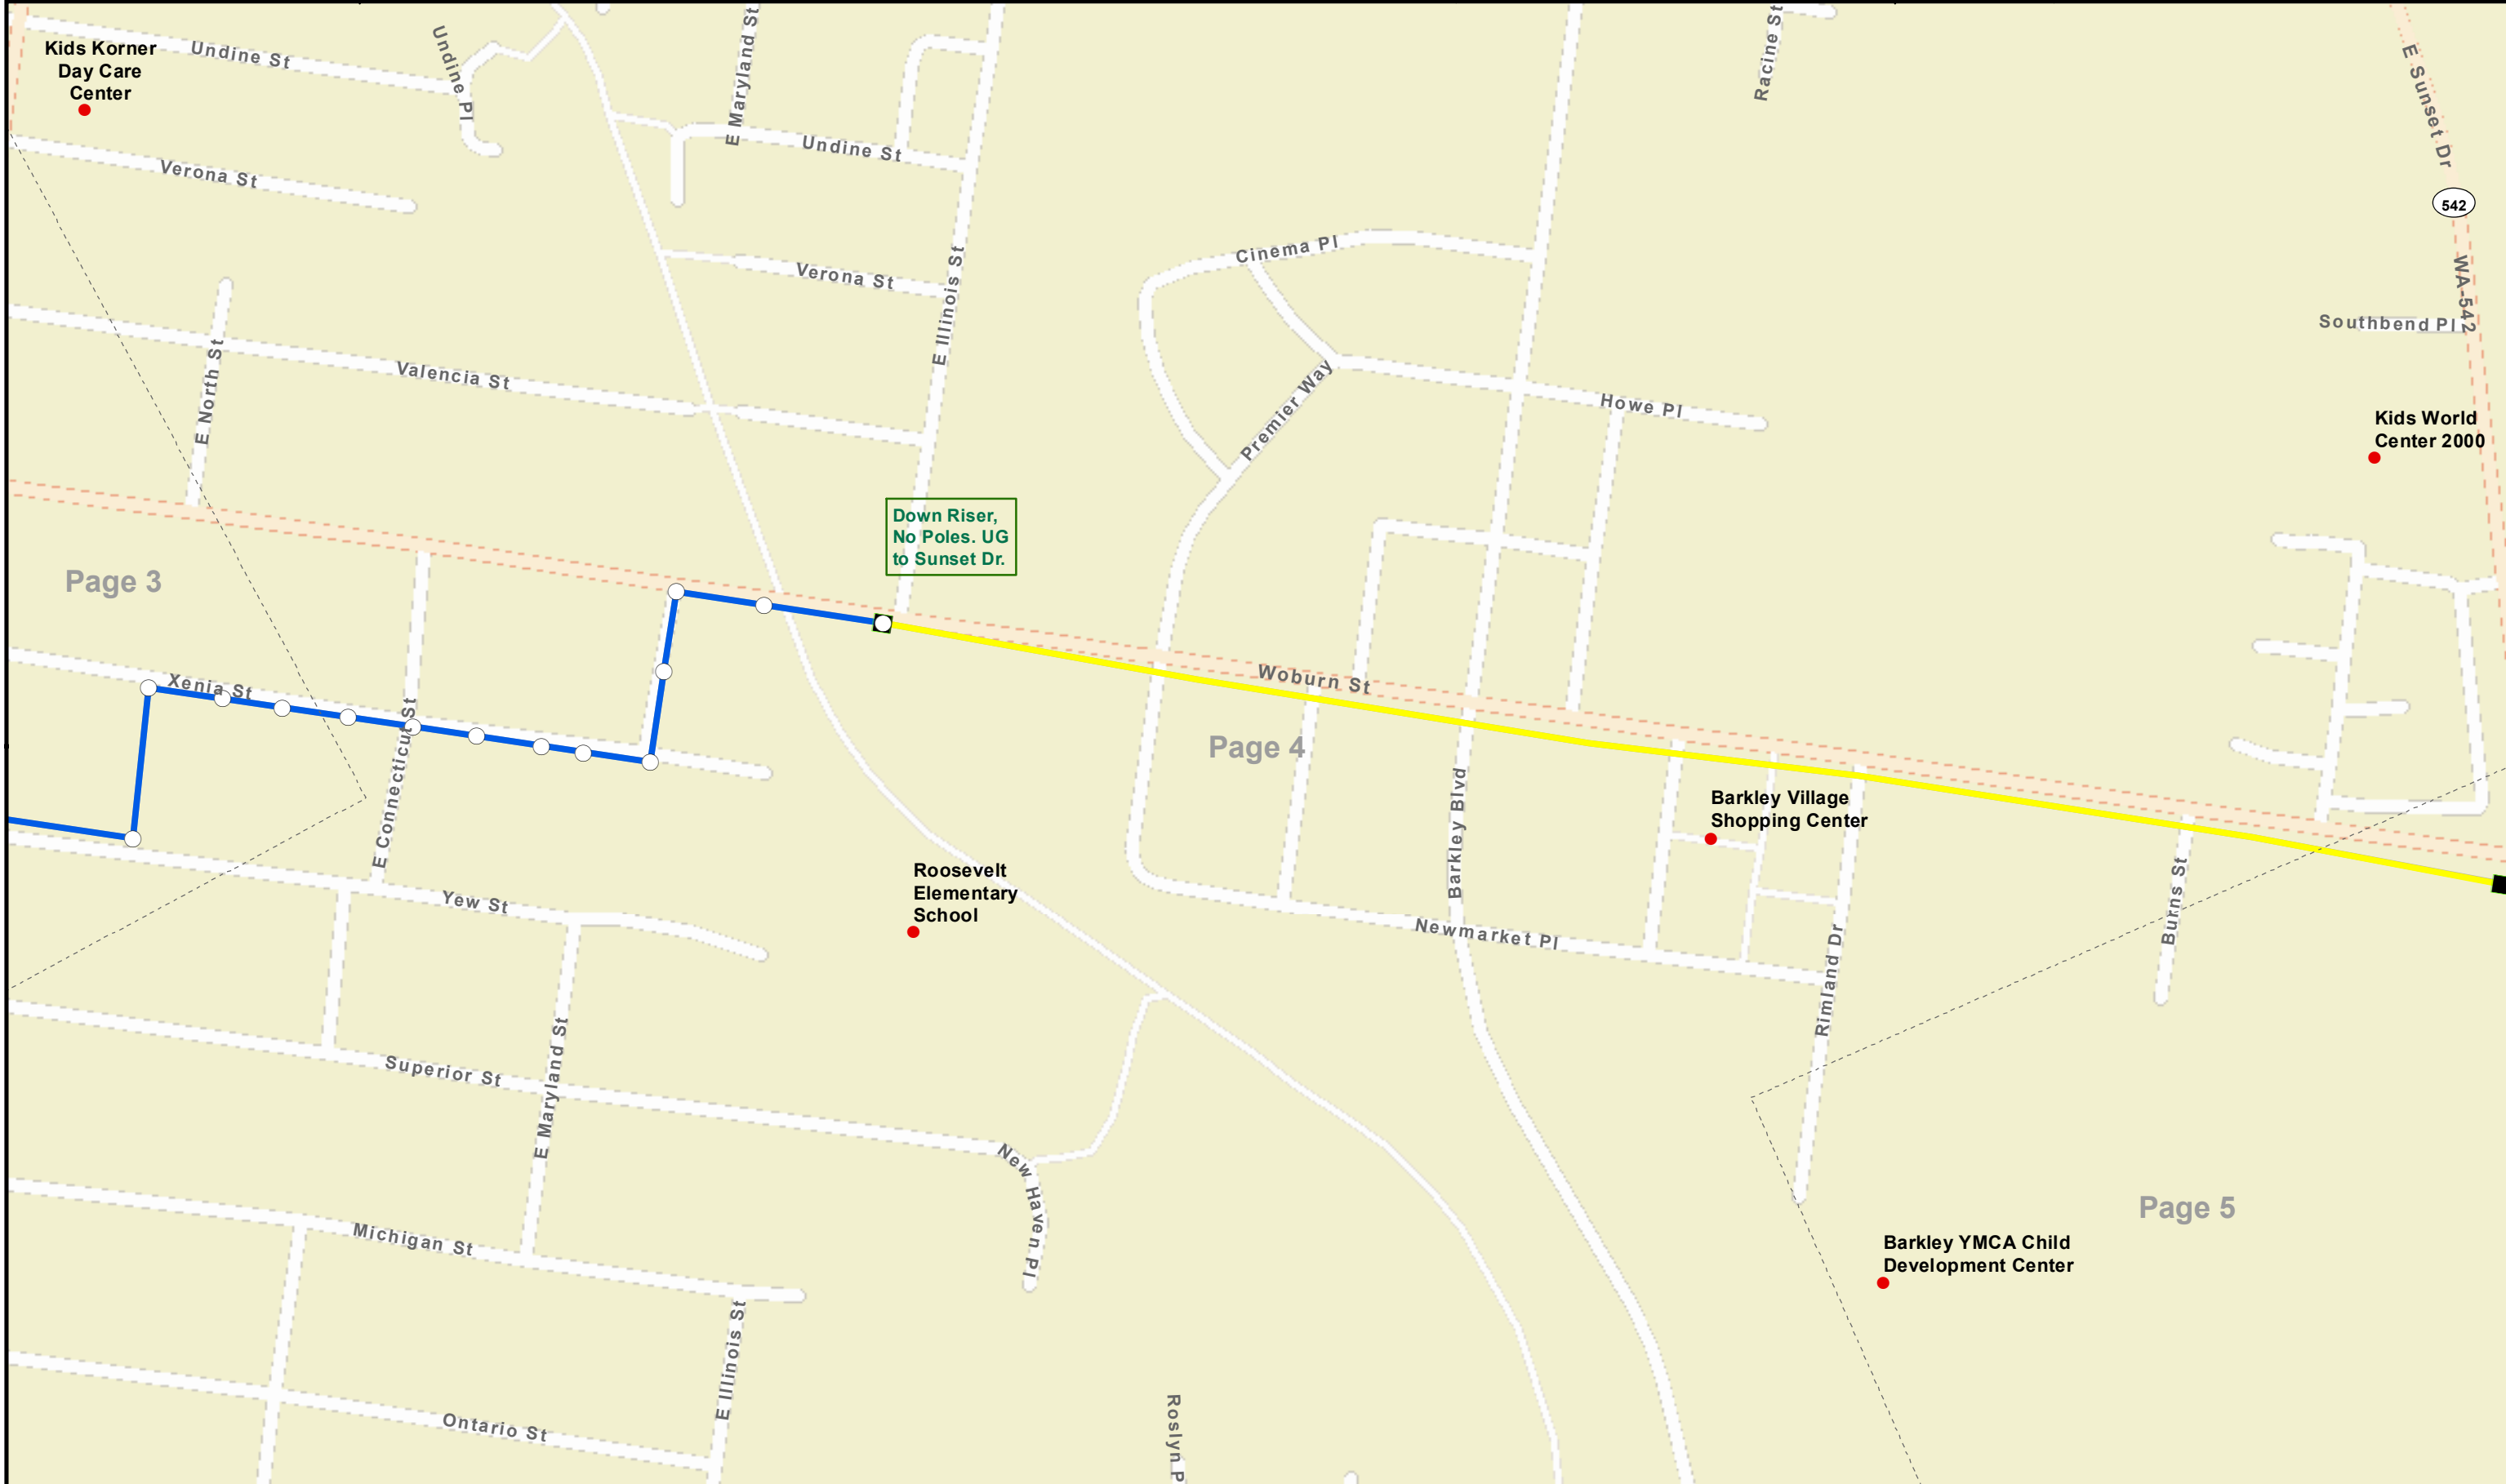 Kids Korner
Day Care
Center
Undine St
Undine Pl
E Maryland St
Undine St
Racine St
E Sunset Dr
542
Verona St
Cinema Pl
Verona St
E Illinois St
WA-542
Southbend Pl
E North St
Valencia St
Premier Way
Howe Pl
Kids World
Center 2000
Down Riser,
No Poles. UG
to Sunset Dr.
Page 3
Xenia St
Woburn St
E Connecticut St
Page 4
Barkley Blvd
Barkley Village
Shopping Center
Roosevelt
Elementary
School
Yew St
Newmarket Pl
Burns St
Rimland Dr
Superior St
E Maryland St
New Haven Pl
Page 5
Michigan St
Barkley YMCA Child
Development Center
E Illinois St
Ontario St
Roslyn P